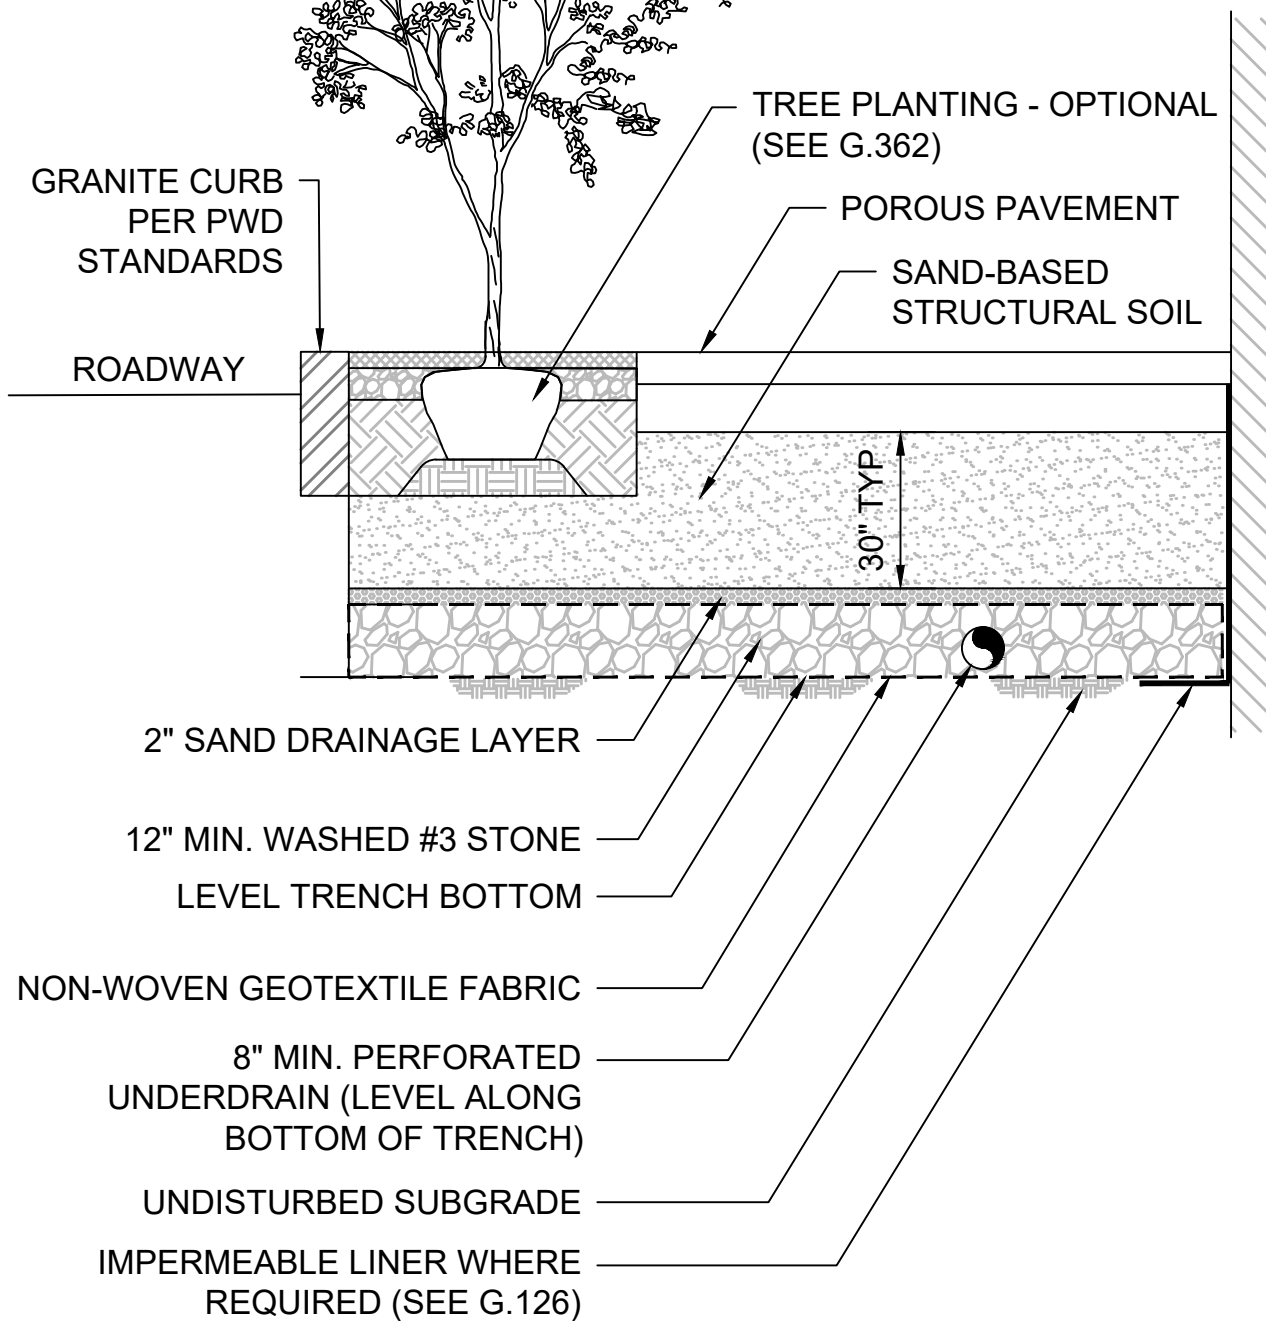 TREE PLANTING - OPTIONAL
(SEE G.362)
GRANITE CURB
PER PWD
STANDARDS
POROUS PAVEMENT
SAND-BASED
STRUCTURAL SOIL
ROADWAY
30" TYP
2" SAND DRAINAGE LAYER
12" MIN. WASHED #3 STONE
LEVEL TRENCH BOTTOM
NON-WOVEN GEOTEXTILE FABRIC
8" MIN. PERFORATED
UNDERDRAIN (LEVEL ALONG
BOTTOM OF TRENCH)
UNDISTURBED SUBGRADE
IMPERMEABLE LINER WHERE
REQUIRED (SEE G.126)